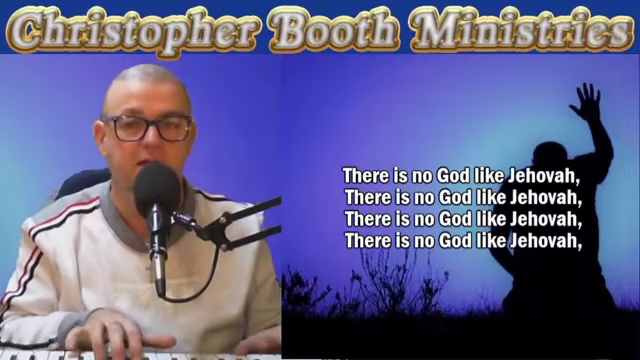 Christopher Booth Ministries
There is no God like Jehovah,
There is no God like Jehovah,
There is no God like Jehovah,
There is no God like Jehovah,